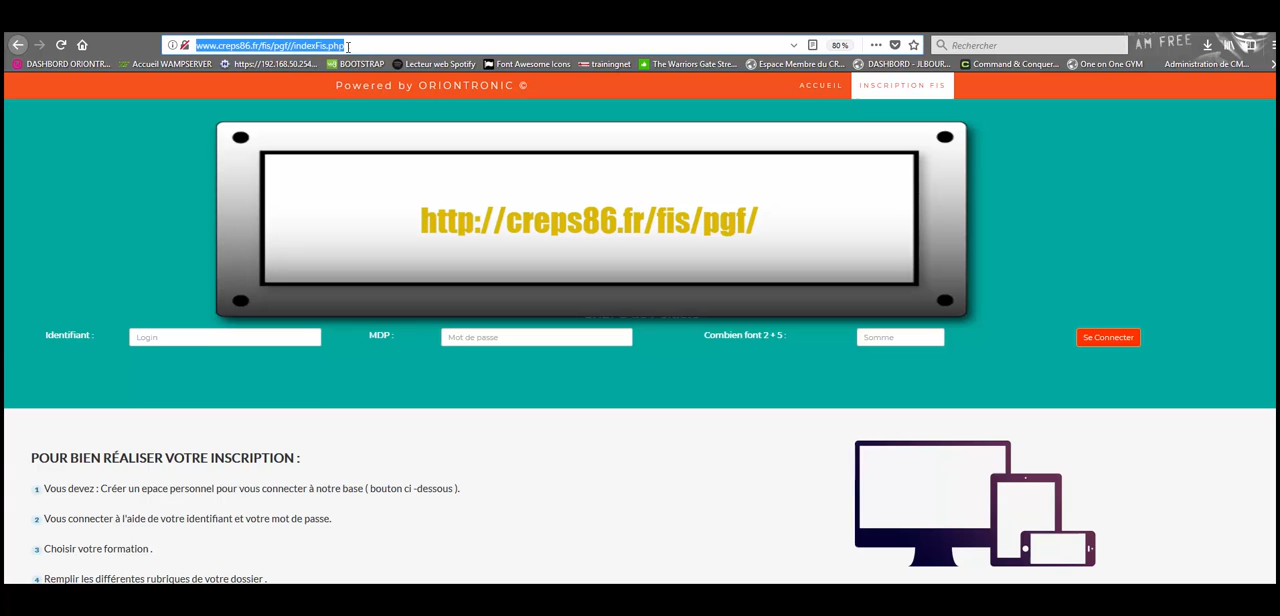 www.creps86.fr/fis/pgf//indexFis.php
80 %
Rechercher
AM FREE
DASHBORD ORIONTR...
Accueil WAMPSERVER
https://192.168.50.254...
BOOTSTRAP
Lecteur web Spotify
Font Awesome Icons
trainingnet
The Warriors Gate Stre...
Espace Membre du CR...
DASHBORD - JLBOUR...
Command & Conquer...
One on One GYM
Administration de CM...
Powered by ORIONTRONIC ©
ACCUEIL
INSCRIPTION FIS
http://creps86.fr/fis/pgf/
Identifiant :
Login
MDP :
Mot de passe
Combien font 2 + 5 :
Somme
Se Connecter
POUR BIEN RÉALISER VOTRE INSCRIPTION :
1 Vous devez : Créer un epace personnel pour vous connecter à notre base ( bouton ci -dessous ).
2 Vous connecter à l'aide de votre identifiant et votre mot de passe.
3 Choisir votre formation .
4 Remplir les différentes rubriques de votre dossier .